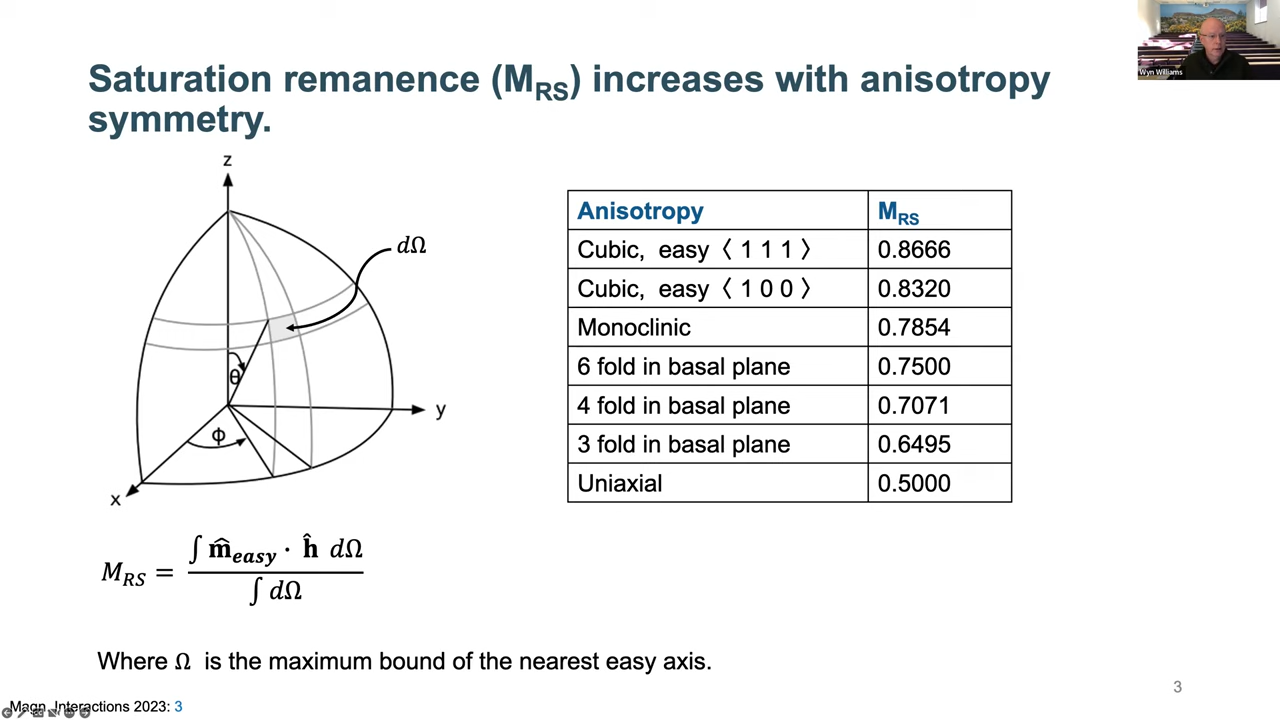 Wyn Williams
Saturation remanence (M_RS) increases with anisotropy
symmetry.
z
dΩ
θ
y
ϕ
x
Anisotropy M_RS
Cubic, easy 〈 1 1 1 〉 0.8666
Cubic, easy 〈 1 0 0 〉 0.8320
Monoclinic 0.7854
6 fold in basal plane 0.7500
4 fold in basal plane 0.7071
3 fold in basal plane 0.6495
Uniaxial 0.5000
M_RS = ∫ m̂_easy · ĥ dΩ / ∫ dΩ
Where Ω is the maximum bound of the nearest easy axis.
3
Magn. Interactions 2023: 3